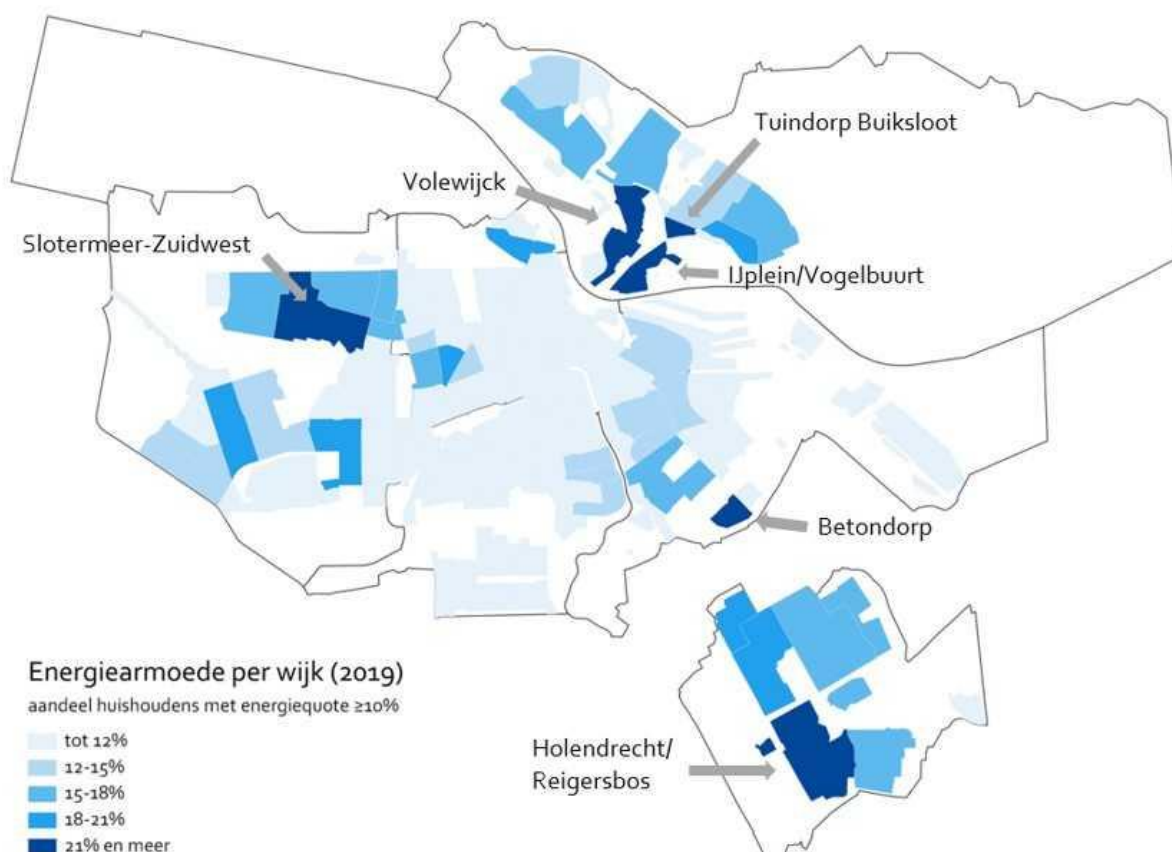 Tuindorp Buiksloot
Volewijck
Slotermeer-Zuidwest
IJplein/Vogelbuurt
Betondorp
Holendrecht/
Reigersbos
Energiearmoede per wijk (2019)
aandeel huishoudens met energiequote ≥10%
tot 12%
12-15%
15-18%
18-21%
21% en meer